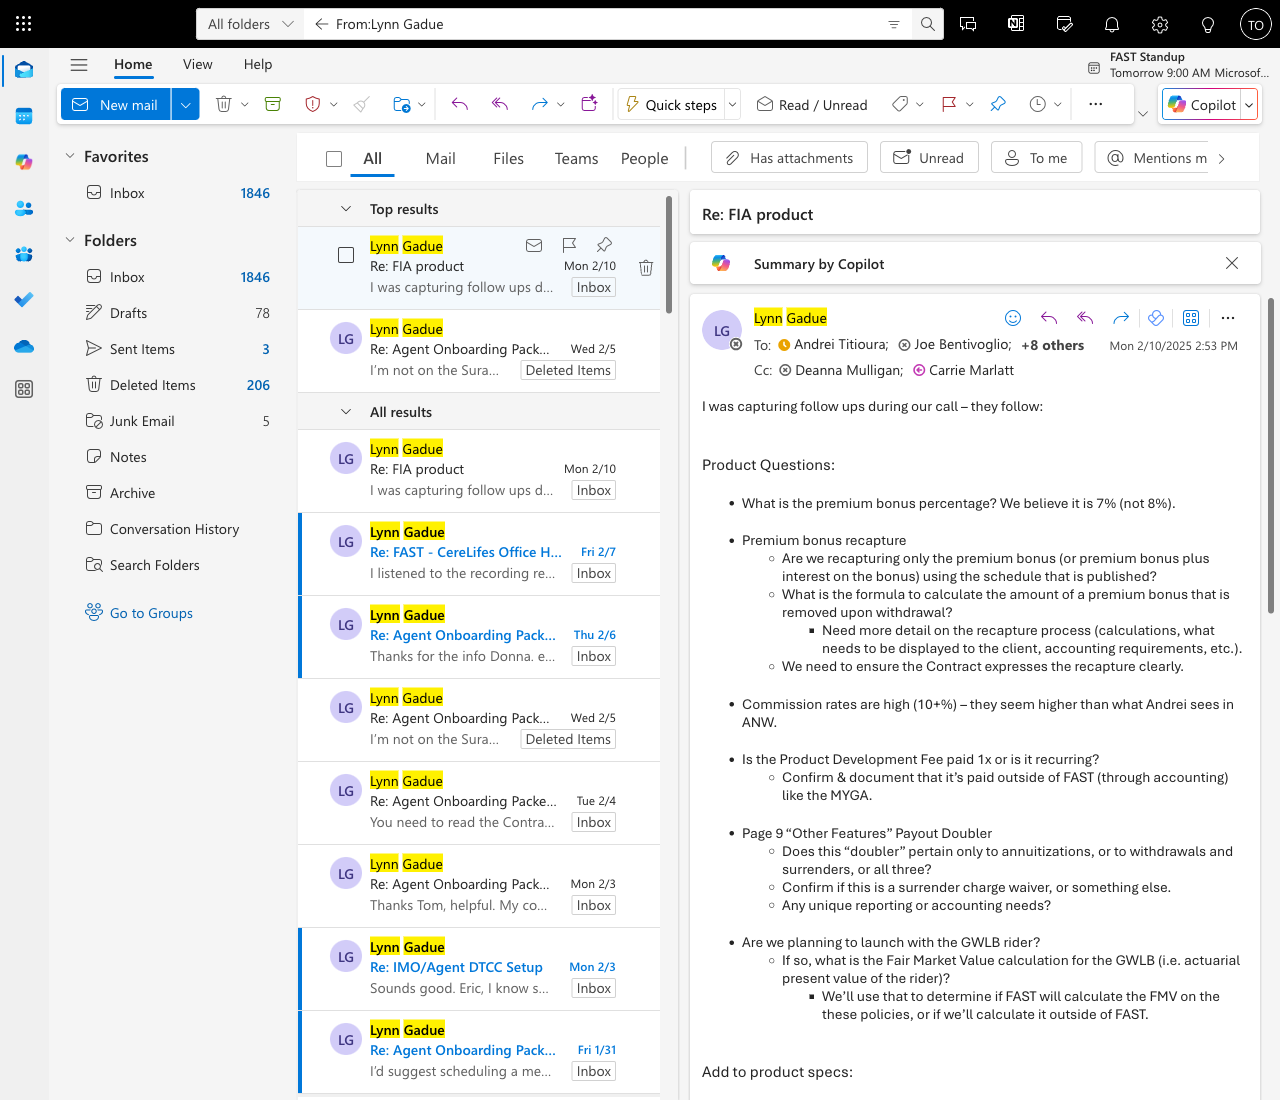 All folders
From:Lynn Gadue
TO
Home
View
Help
FAST Standup
Tomorrow 9:00 AM Microsof...
New mail
Quick steps
Read / Unread
Copilot
Favorites
Inbox 1846
Folders
Inbox 1846
Drafts 78
Sent Items 3
Deleted Items 206
Junk Email 5
Notes
Archive
Conversation History
Search Folders
Go to Groups
All
Mail
Files
Teams
People
Has attachments
Unread
To me
Mentions m
Top results
Lynn Gadue
Re: FIA product Mon 2/10
I was capturing follow ups d... Inbox
LG
Lynn Gadue
Re: Agent Onboarding Pack... Wed 2/5
I'm not on the Sura... Deleted Items
All results
LG
Lynn Gadue
Re: FIA product Mon 2/10
I was capturing follow ups d... Inbox
LG
Lynn Gadue
Re: FAST - CereLifes Office H... Fri 2/7
I listened to the recording re... Inbox
LG
Lynn Gadue
Re: Agent Onboarding Pack... Thu 2/6
Thanks for the info Donna. e... Inbox
LG
Lynn Gadue
Re: Agent Onboarding Pack... Wed 2/5
I'm not on the Sura... Deleted Items
LG
Lynn Gadue
Re: Agent Onboarding Packe... Tue 2/4
You need to read the Contra... Inbox
LG
Lynn Gadue
Re: Agent Onboarding Pack... Mon 2/3
Thanks Tom, helpful. My co... Inbox
LG
Lynn Gadue
Re: IMO/Agent DTCC Setup Mon 2/3
Sounds good. Eric, I know s... Inbox
LG
Lynn Gadue
Re: Agent Onboarding Pack... Fri 1/31
I'd suggest scheduling a me... Inbox
Re: FIA product
Summary by Copilot
LG
Lynn Gadue
To: Andrei Titioura; Joe Bentivoglio; +8 others
Mon 2/10/2025 2:53 PM
Cc: Deanna Mulligan; Carrie Marlatt
I was capturing follow ups during our call – they follow:
Product Questions:
• What is the premium bonus percentage? We believe it is 7% (not 8%).
• Premium bonus recapture
◦ Are we recapturing only the premium bonus (or premium bonus plus
interest on the bonus) using the schedule that is published?
◦ What is the formula to calculate the amount of a premium bonus that is
removed upon withdrawal?
▪ Need more detail on the recapture process (calculations, what
needs to be displayed to the client, accounting requirements, etc.).
◦ We need to ensure the Contract expresses the recapture clearly.
• Commission rates are high (10+%) – they seem higher than what Andrei sees in
ANW.
• Is the Product Development Fee paid 1x or is it recurring?
◦ Confirm & document that it's paid outside of FAST (through accounting)
like the MYGA.
• Page 9 "Other Features" Payout Doubler
◦ Does this "doubler" pertain only to annuitizations, or to withdrawals and
surrenders, or all three?
◦ Confirm if this is a surrender charge waiver, or something else.
◦ Any unique reporting or accounting needs?
• Are we planning to launch with the GWLB rider?
◦ If so, what is the Fair Market Value calculation for the GWLB (i.e. actuarial
present value of the rider)?
▪ We'll use that to determine if FAST will calculate the FMV on the
these policies, or if we'll calculate it outside of FAST.
Add to product specs: